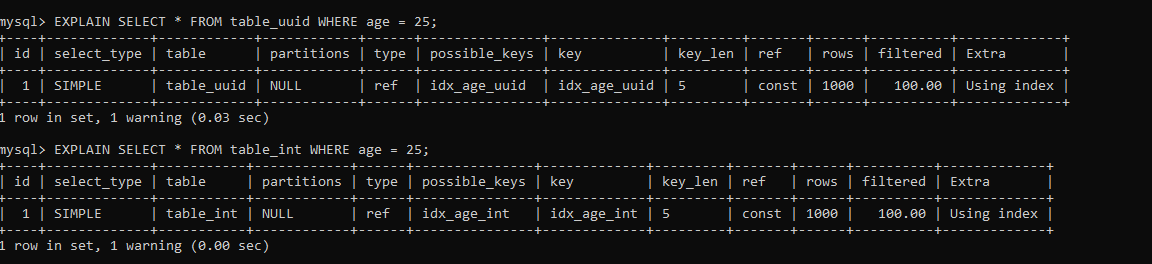 mysql> EXPLAIN SELECT * FROM table_uuid WHERE age = 25;
+----+-------------+------------+------------+------+---------------+---------------+---------+-------+------+----------+-------------+
| id | select_type | table      | partitions | type | possible_keys | key           | key_len | ref   | rows | filtered | Extra       |
+----+-------------+------------+------------+------+---------------+---------------+---------+-------+------+----------+-------------+
| 1 | SIMPLE      | table_uuid | NULL       | ref  | idx_age_uuid  | idx_age_uuid | 5       | const | 1000 |   100.00 | Using index |
+----+-------------+------------+------------+------+---------------+---------------+---------+-------+------+----------+-------------+
1 row in set, 1 warning (0.03 sec)
mysql> EXPLAIN SELECT * FROM table_int WHERE age = 25;
+----+-------------+-----------+------------+------+---------------+-------------+---------+-------+------+----------+-------------+
| id | select_type | table     | partitions | type | possible_keys | key         | key_len | ref   | rows | filtered | Extra       |
+----+-------------+-----------+------------+------+---------------+-------------+---------+-------+------+----------+-------------+
| 1 | SIMPLE      | table_int | NULL       | ref  | idx_age_int   | idx_age_int | 5       | const | 1000 |   100.00 | Using index |
+----+-------------+-----------+------------+------+---------------+-------------+---------+-------+------+----------+-------------+
1 row in set, 1 warning (0.00 sec)